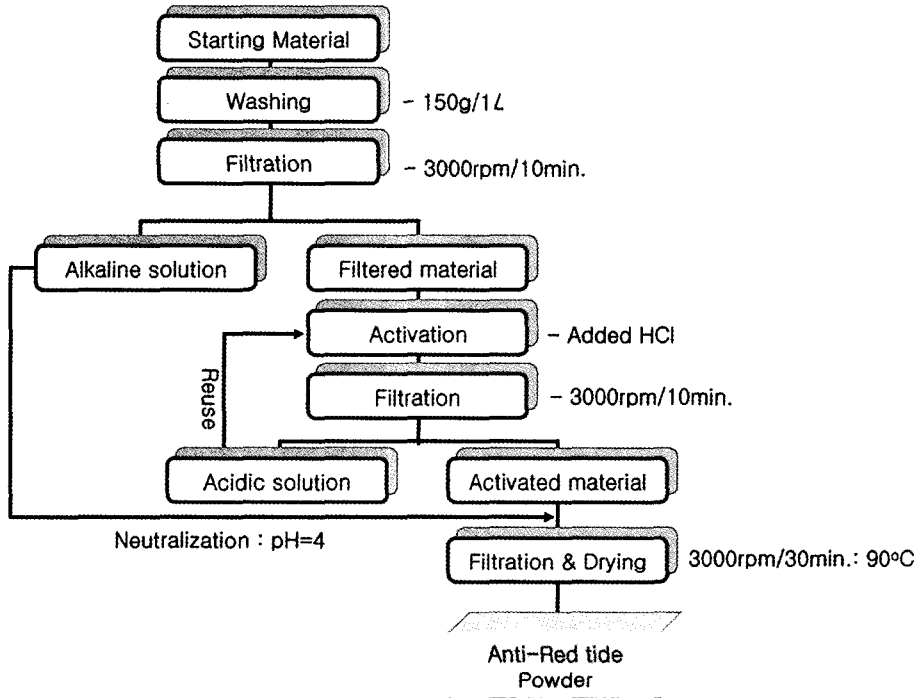 Starting Material
Washing
- 150g/1L
Filtration
- 3000rpm/10min.
Alkaline solution
Filtered material
Activation
- Added HCl
Reuse
Filtration
- 3000rpm/10min.
Acidic solution
Activated material
Neutralization : pH=4
Filtration & Drying
3000rpm/30min.: 90ºC
Anti-Red tide
Powder